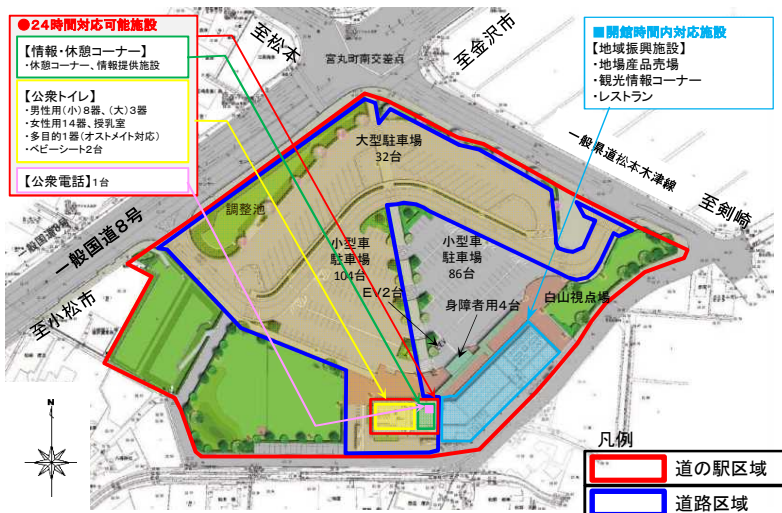 ●24時間対応可能施設
【情報・休憩コーナー】
・休憩コーナー、情報提供施設
【公衆トイレ】
・男性用(小)8器、(大)3器
・女性用14器、授乳室
・多目的1器(オストメイト対応)
・ベビーシート2台
【公衆電話】1台
至松本
宮丸町南交差点
至金沢市
■開館時間内対応施設
【地域振興施設】
・地場産品売場
・観光情報コーナー
・レストラン
大型駐車場
32台
一般県道松本木津線
至剣崎
調整池
一般国道8号
一般国道8号
至小松市
小型車
駐車場
104台
小型車
駐車場
86台
EV2台
身障者用4台
白山視点場
N
凡例
道の駅区域
道路区域